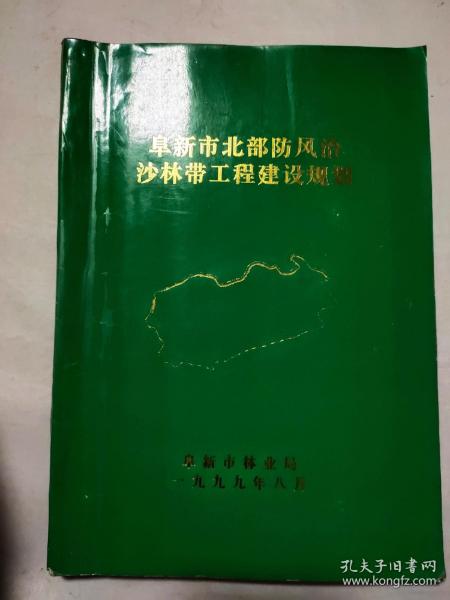 阜新市北部防风治
沙林带工程建设规划
阜新市林业局
一九九九年八月
孔夫子旧书网
www.kongfz.com